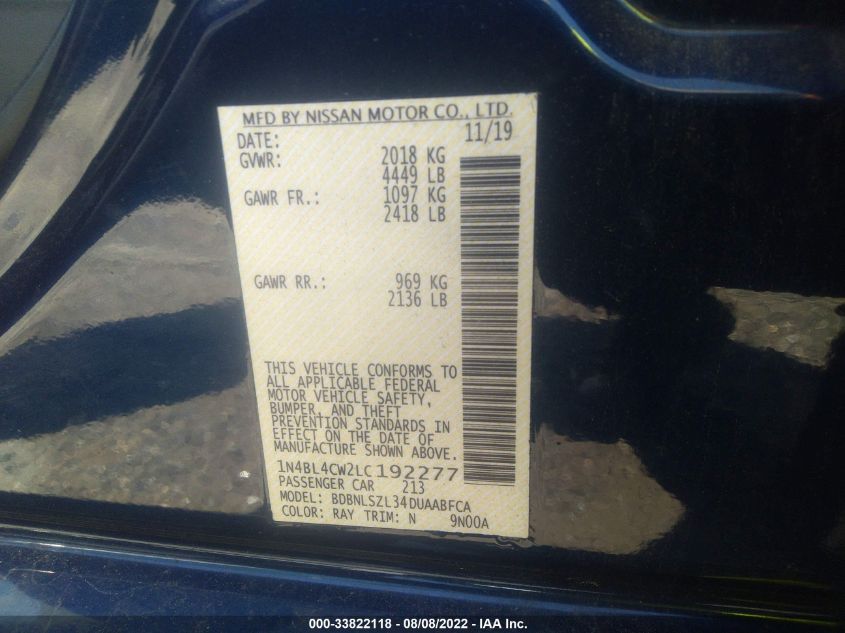 MFD BY NISSAN MOTOR CO., LTD.
DATE: 11/19
GVWR: 2018 KG
4449 LB
GAWR FR.: 1097 KG
2418 LB
GAWR RR.: 969 KG
2136 LB
THIS VEHICLE CONFORMS TO
ALL APPLICABLE FEDERAL
MOTOR VEHICLE SAFETY,
BUMPER, AND THEFT
PREVENTION STANDARDS IN
EFFECT ON THE DATE OF
MANUFACTURE SHOWN ABOVE.
1N4BL4CW2LC192277
PASSENGER CAR 213
MODEL: BDBNLSZL34DUAABFCA
COLOR: RAY TRIM: N 9N00A
000-33822118 - 08/08/2022 - IAA Inc.